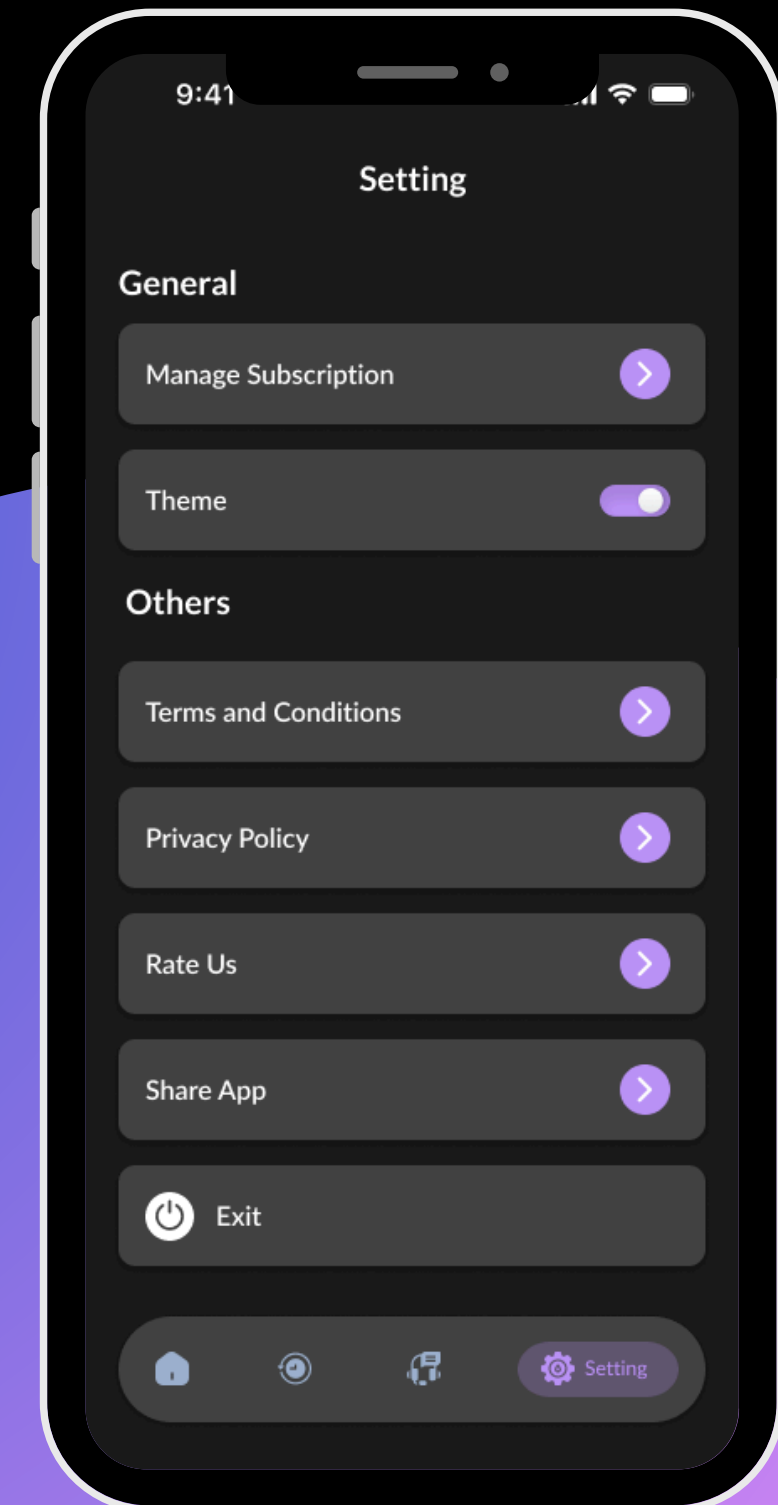 9:41
Setting
General
Manage Subscription
Theme
Others
Terms and Conditions
Privacy Policy
Rate Us
Share App
Exit
Setting